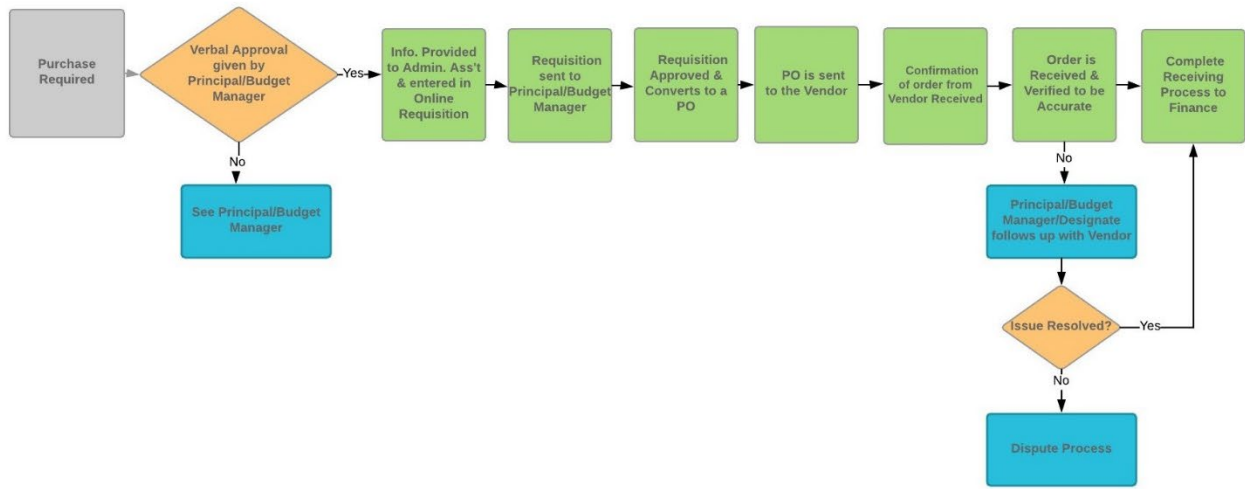 Purchase
Required
Verbal Approval
given by
Principal/Budget
Manager
Yes
No
See Principal/Budget
Manager
Info. Provided
to Admin. Ass't
& entered in
Online
Requisition
Requisition
sent to
Principal/Budget
Manager
Requisition
Approved &
Converts to a
PO
PO is sent
to the Vendor
Confirmation
of order from
Vendor Received
Order is
Received &
Verified to be
Accurate
Complete
Receiving
Process to
Finance
No
Principal/Budget
Manager/Designate
follows up with Vendor
Issue Resolved?
Yes
No
Dispute Process